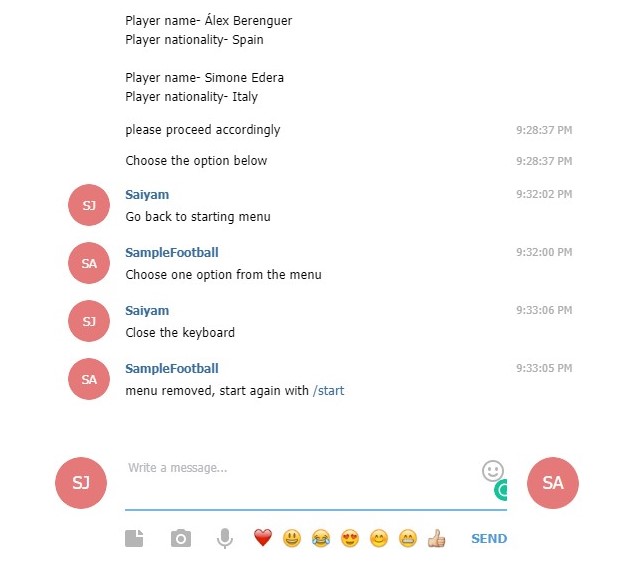 Player name- Álex Berenguer
Player nationality- Spain
Player name- Simone Edera
Player nationality- Italy
please proceed accordingly 9:28:37 PM
Choose the option below 9:28:37 PM
SJ Saiyam 9:32:02 PM
Go back to starting menu
SA SampleFootball 9:32:00 PM
Choose one option from the menu
SJ Saiyam 9:33:06 PM
Close the keyboard
SA SampleFootball 9:33:05 PM
menu removed, start again with /start
SJ Write a message... SA
SEND